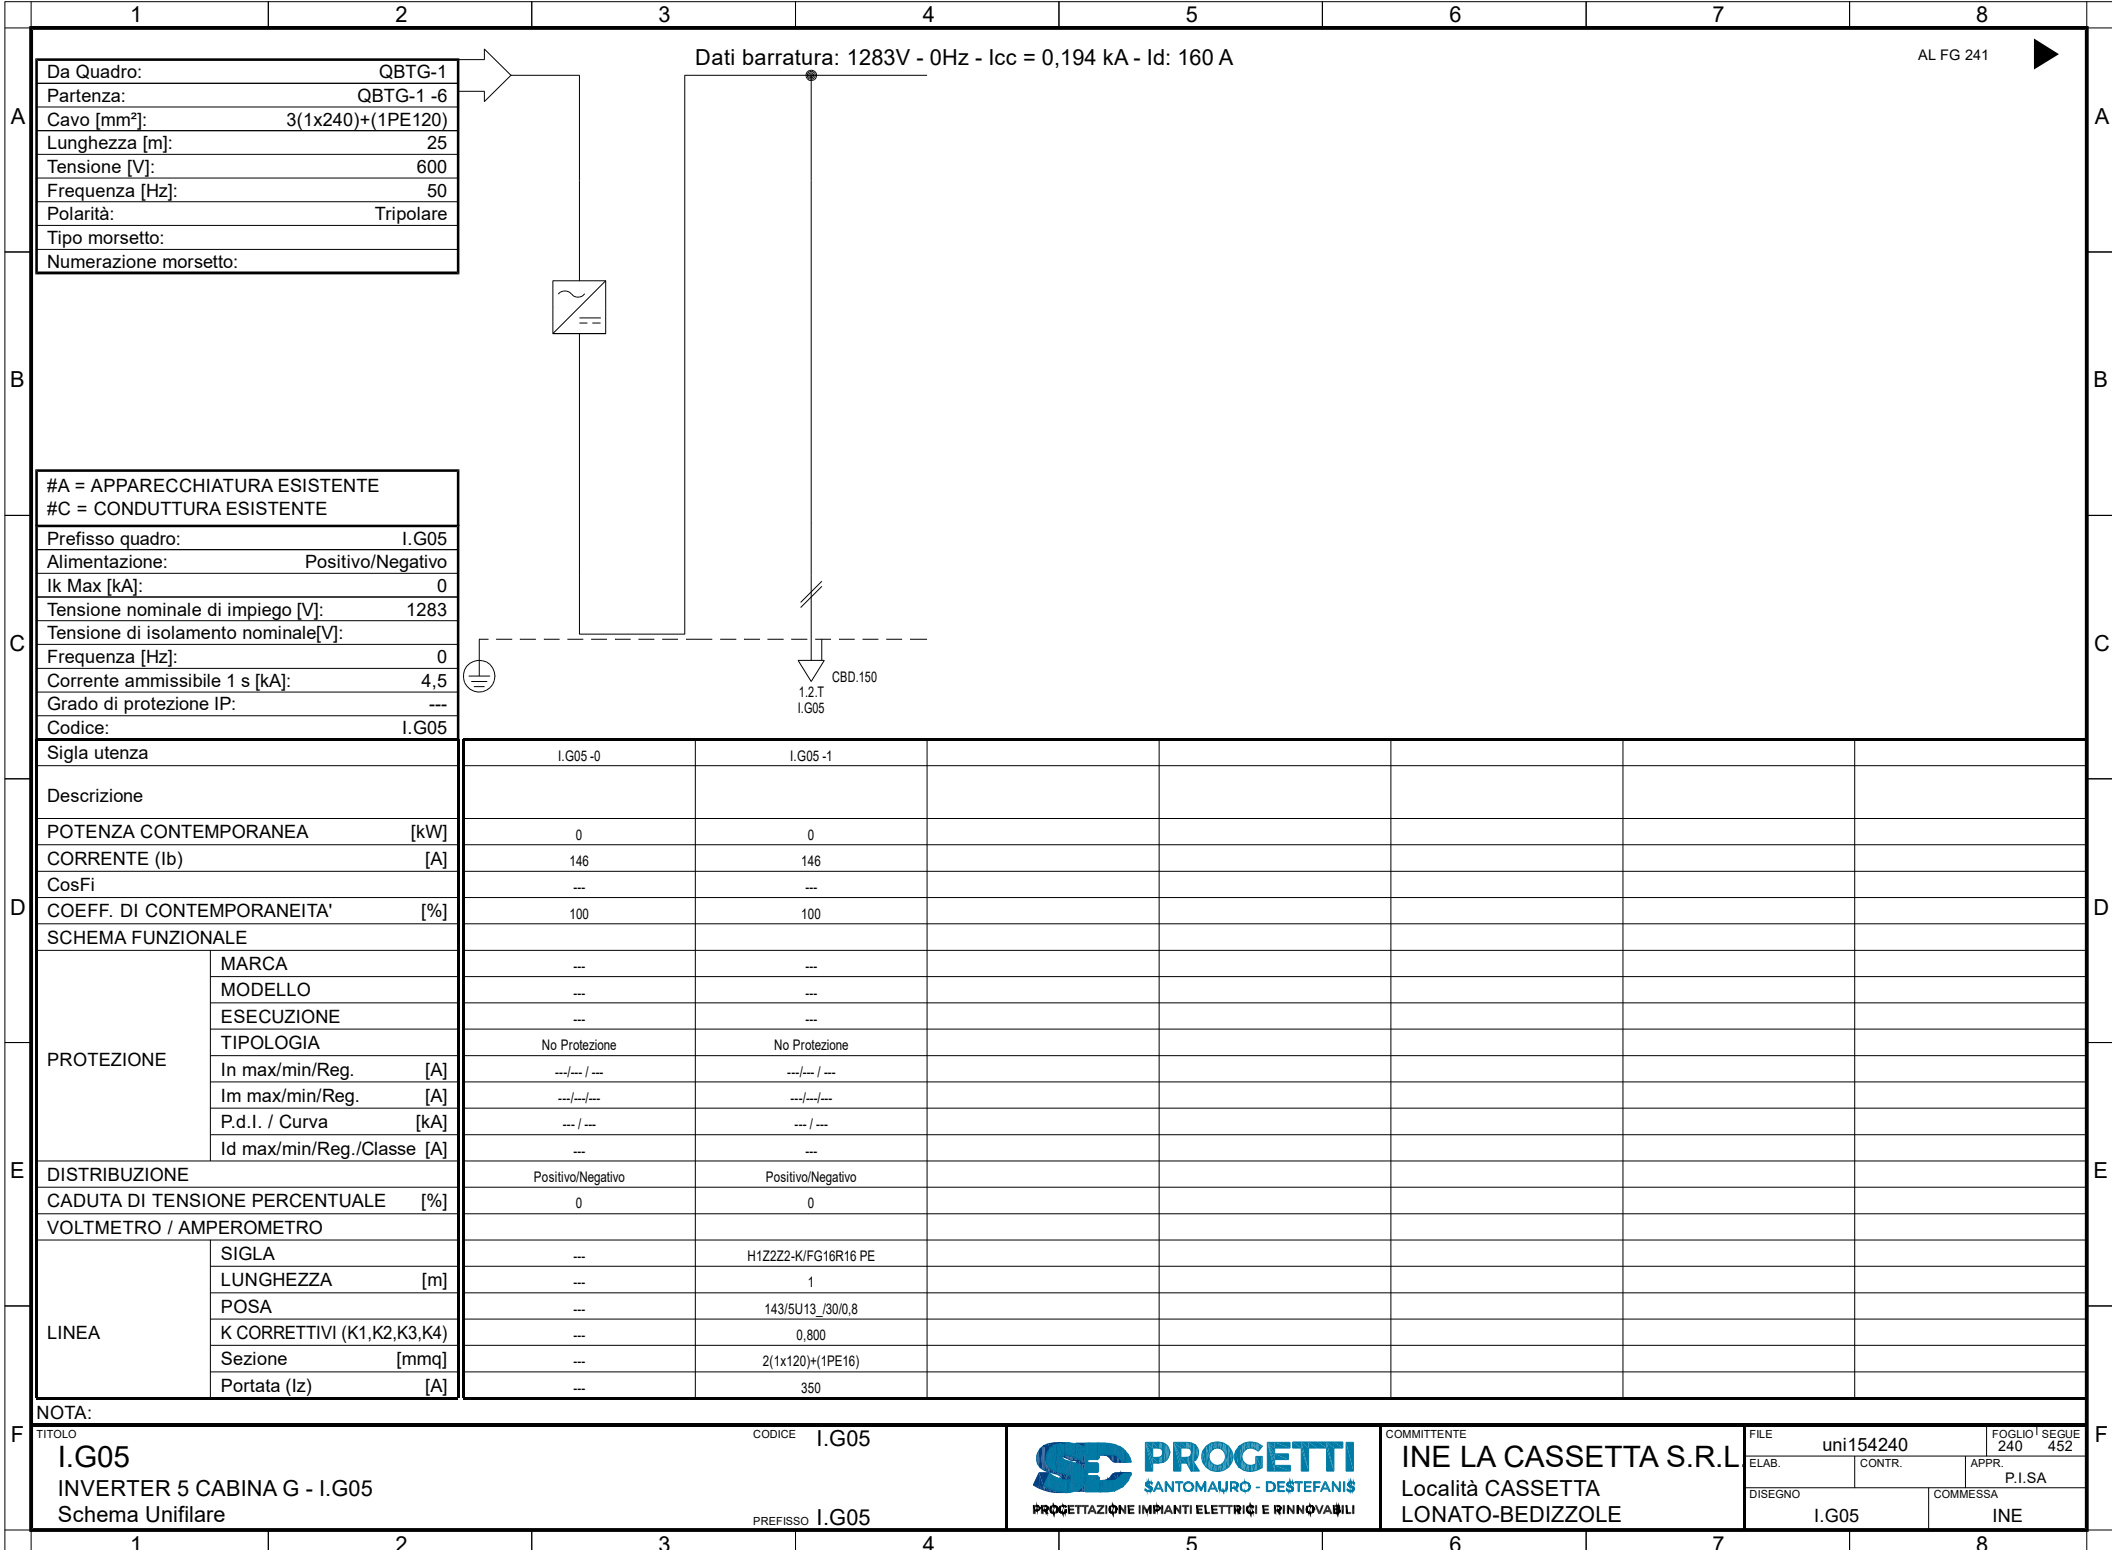 1 2 3 4 5 6 7 8
Dati barratura: 1283V - 0Hz - Icc = 0,194 kA - Id: 160 A
AL FG 241
Da Quadro: QBTG-1
Partenza: QBTG-1 -6
A A
Cavo [mm²]: 3(1x240)+(1PE120)
Lunghezza [m]: 25
Tensione [V]: 600
Frequenza [Hz]: 50
Polarità: Tripolare
Tipo morsetto:
Numerazione morsetto:
B B
#A = APPARECCHIATURA ESISTENTE
#C = CONDUTTURA ESISTENTE
Prefisso quadro: I.G05
Alimentazione: Positivo/Negativo
Ik Max [kA]: 0
Tensione nominale di impiego [V]: 1283
Tensione di isolamento nominale[V]:
C C
Frequenza [Hz]: 0
Corrente ammissibile 1 s [kA]: 4,5
Grado di protezione IP: ---
Codice: I.G05
CBD.150
1.2.T
I.G05
Sigla utenza I.G05 -0 I.G05 -1
Descrizione
POTENZA CONTEMPORANEA [kW] 0 0
CORRENTE (Ib) [A] 146 146
CosFi --- ---
D D
COEFF. DI CONTEMPORANEITA' [%] 100 100
SCHEMA FUNZIONALE
PROTEZIONE
MARCA --- ---
MODELLO --- ---
ESECUZIONE --- ---
TIPOLOGIA No Protezione No Protezione
In max/min/Reg. [A] ---/--- / --- ---/--- / ---
Im max/min/Reg. [A] ---/---/--- ---/---/---
P.d.I. / Curva [kA] --- / --- --- / ---
Id max/min/Reg./Classe [A] --- ---
E E
DISTRIBUZIONE Positivo/Negativo Positivo/Negativo
CADUTA DI TENSIONE PERCENTUALE [%] 0 0
VOLTMETRO / AMPEROMETRO
LINEA
SIGLA --- H1Z2Z2-K/FG16R16 PE
LUNGHEZZA [m] --- 1
POSA --- 143/5U13_/30/0,8
K CORRETTIVI (K1,K2,K3,K4) --- 0,800
Sezione [mmq] --- 2(1x120)+(1PE16)
Portata (Iz) [A] --- 350
NOTA:
F F
TITOLO
I.G05
INVERTER 5 CABINA G - I.G05
Schema Unifilare
CODICE I.G05
PREFISSO I.G05
SD PROGETTI
SANTOMAURO - DESTEFANIS
PROGETTAZIONE IMPIANTI ELETTRICI E RINNOVABILI
COMMITTENTE
INE LA CASSETTA S.R.L.
Località CASSETTA
LONATO-BEDIZZOLE
FILE
uni154240
FOGLIO SEGUE
240 452
ELAB. CONTR. APPR.
P.I.SA
DISEGNO
I.G05
COMMESSA
INE
1 2 3 4 5 6 7 8